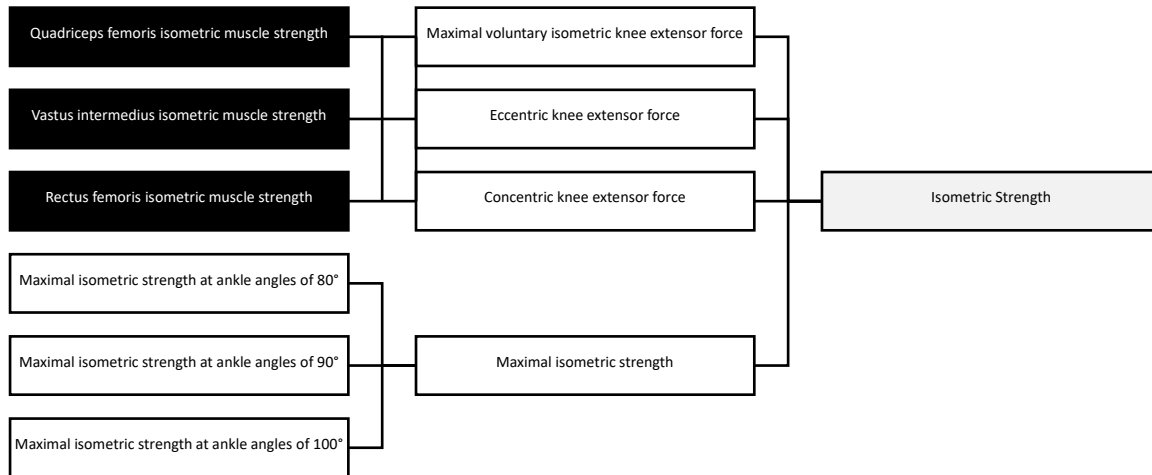 Quadriceps femoris isometric muscle strength
Maximal voluntary isometric knee extensor force
Vastus intermedius isometric muscle strength
Eccentric knee extensor force
Rectus femoris isometric muscle strength
Concentric knee extensor force
Isometric Strength
Maximal isometric strength at ankle angles of 80°
Maximal isometric strength at ankle angles of 90°
Maximal isometric strength
Maximal isometric strength at ankle angles of 100°